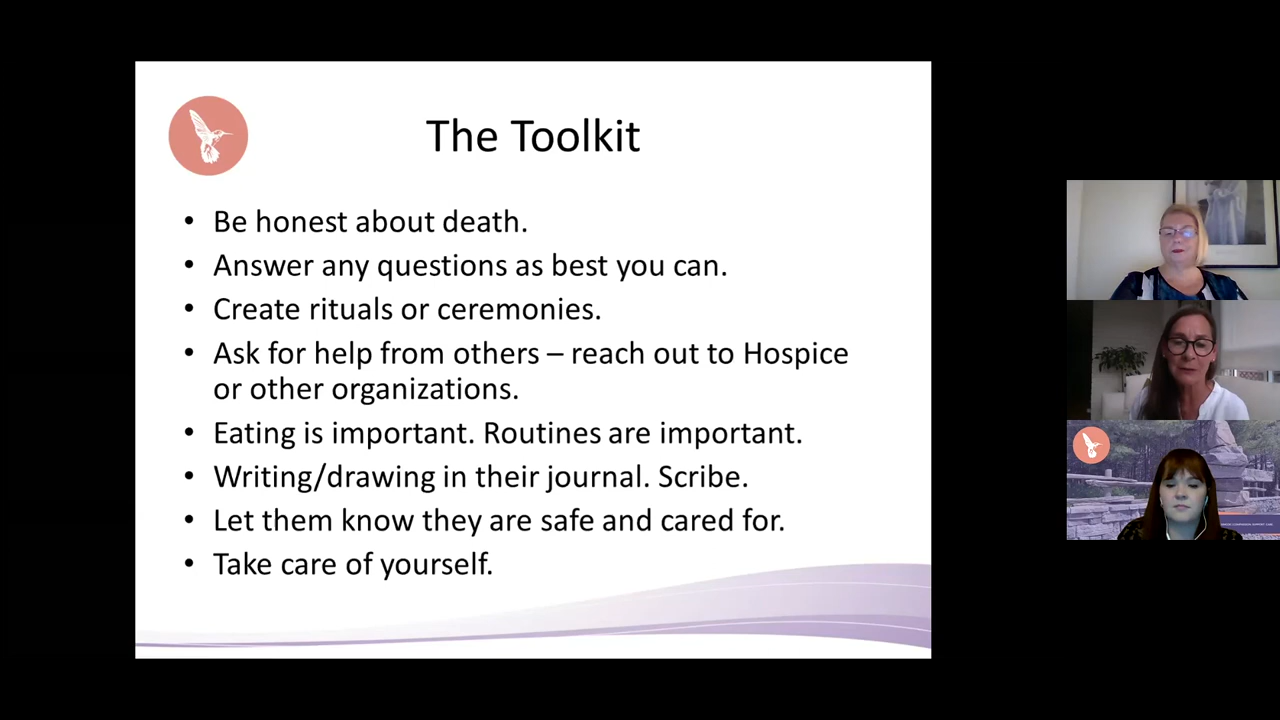 The Toolkit
• Be honest about death.
• Answer any questions as best you can.
• Create rituals or ceremonies.
• Ask for help from others – reach out to Hospice
or other organizations.
• Eating is important. Routines are important.
• Writing/drawing in their journal. Scribe.
• Let them know they are safe and cared for.
• Take care of yourself.